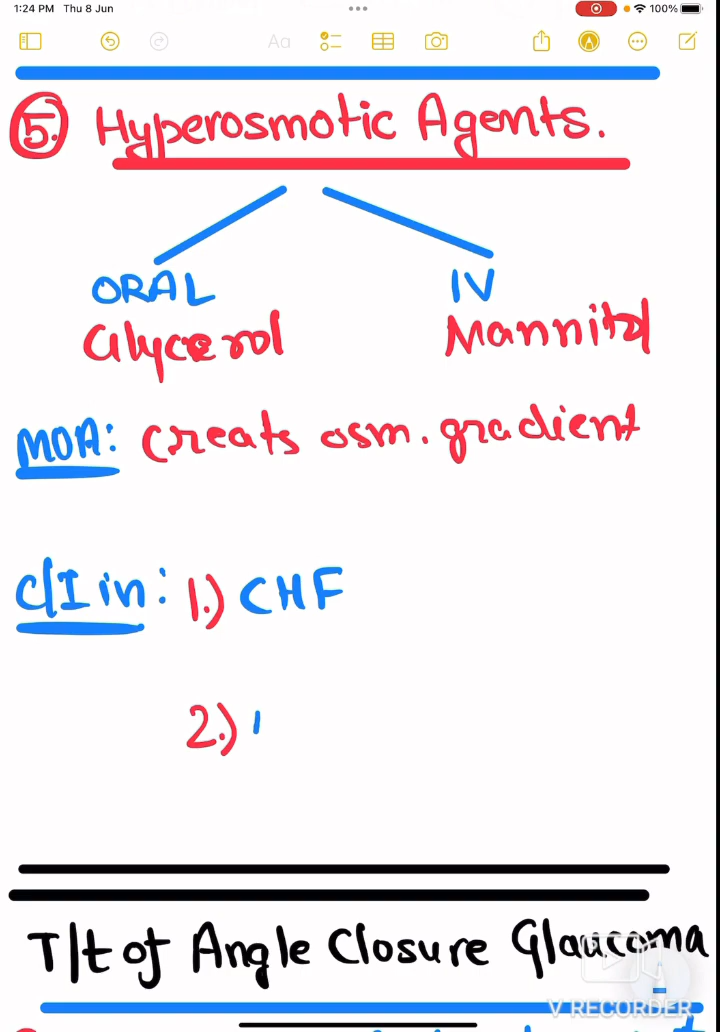 1:24 PM Thu 8 Jun
100%
Aa
5. Hyperosmotic Agents.
ORAL IV
Glycerol Mannitol
MOA: creats osm. gradient
C/I in: 1.) CHF
2.)
T/t of Angle Closure Glaucoma
V RECORDER